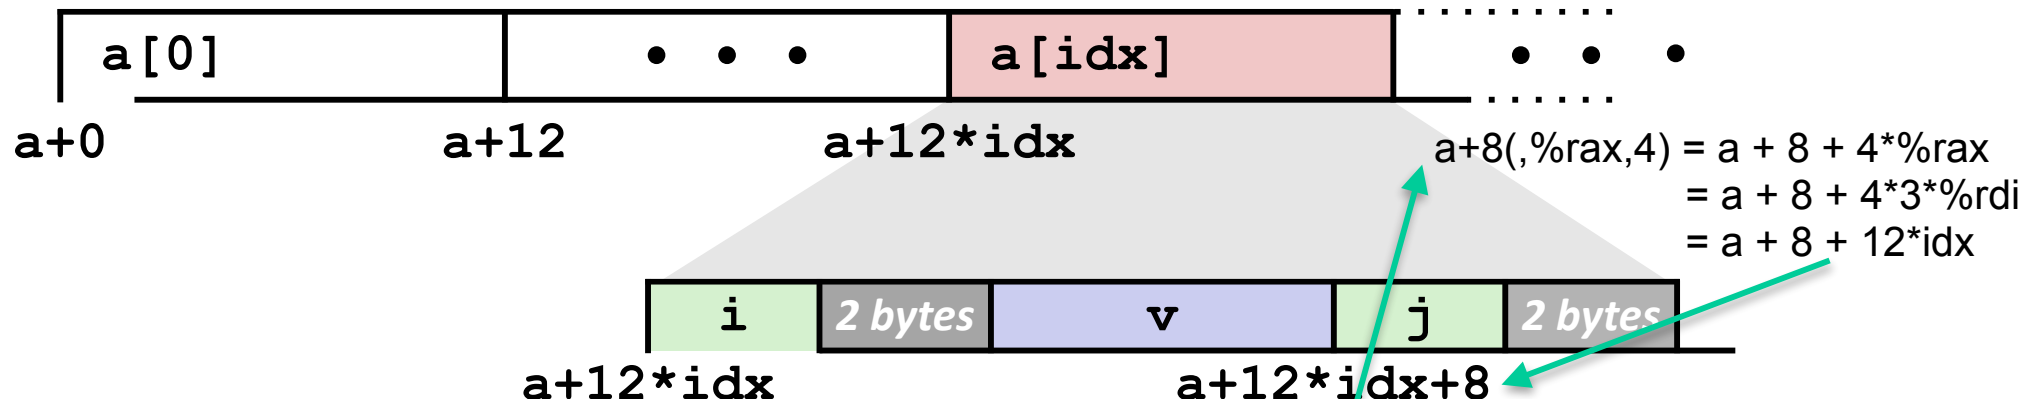 a[0] • • • a[idx] • • •
a+0 a+12 a+12*idx
a+8(,%rax,4) = a + 8 + 4*%rax
= a + 8 + 4*3*%rdi
= a + 8 + 12*idx
i 2 bytes v j 2 bytes
a+12*idx a+12*idx+8